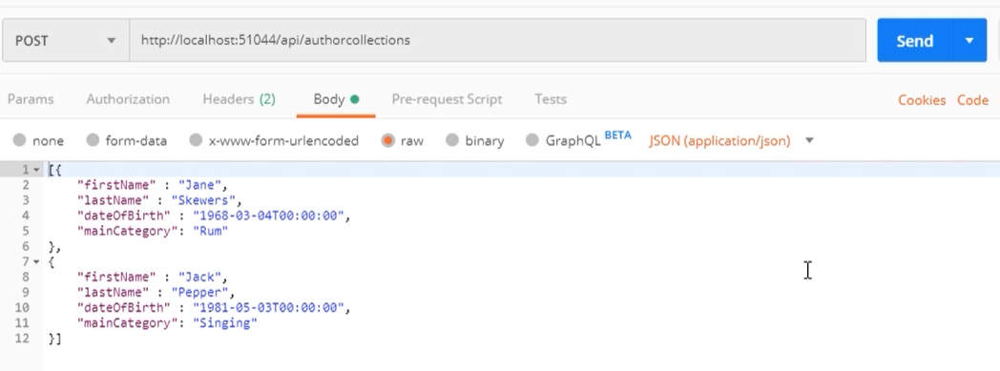 POST http://localhost:51044/api/authorcollections Send
Params Authorization Headers (2) Body Pre-request Script Tests Cookies Code
none form-data x-www-form-urlencoded raw binary GraphQL BETA JSON (application/json)
1 [{
2 "firstName" : "Jane",
3 "lastName" : "Skewers",
4 "dateOfBirth" : "1968-03-04T00:00:00",
5 "mainCategory": "Rum"
6 },
7 {
8 "firstName" : "Jack",
9 "lastName" : "Pepper",
10 "dateOfBirth" : "1981-05-03T00:00:00",
11 "mainCategory": "Singing"
12 }]